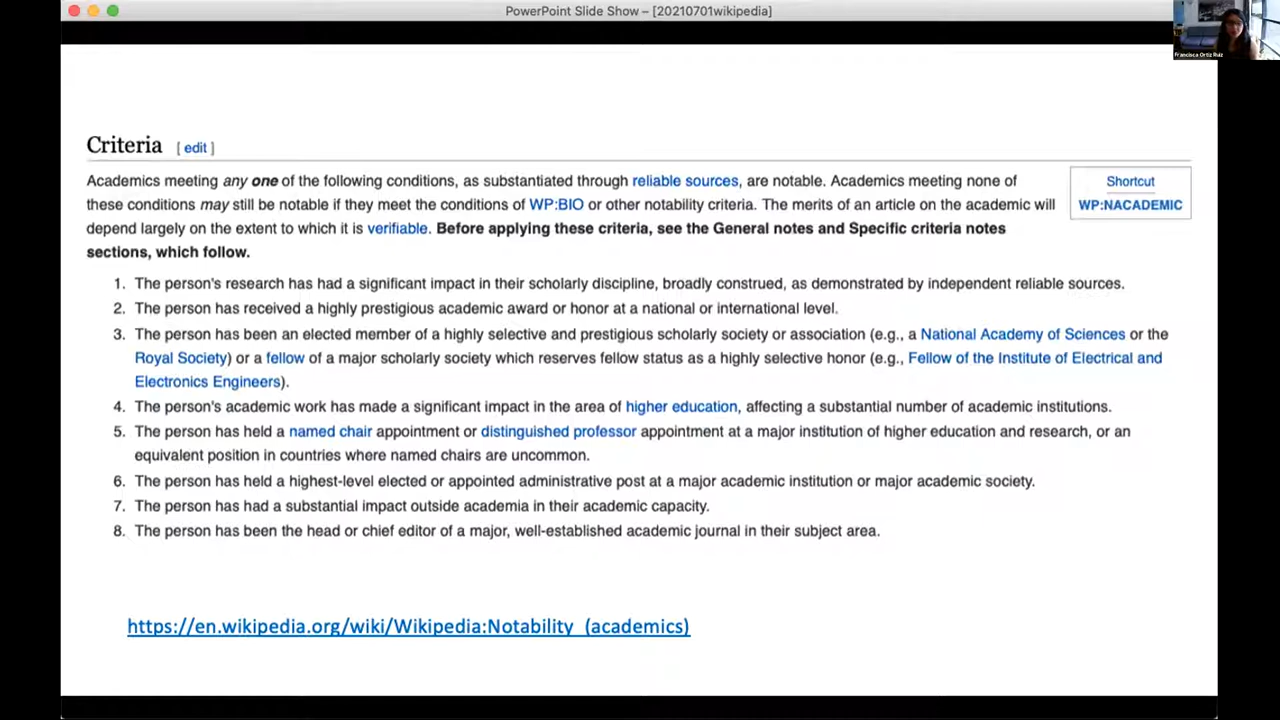 PowerPoint Slide Show – [20210701wikipedia]
Francisca Ortiz Ruiz
Criteria [ edit ]
Academics meeting any one of the following conditions, as substantiated through reliable sources, are notable. Academics meeting none of
these conditions may still be notable if they meet the conditions of WP:BIO or other notability criteria. The merits of an article on the academic will
depend largely on the extent to which it is verifiable. Before applying these criteria, see the General notes and Specific criteria notes
sections, which follow.
Shortcut
WP:NACADEMIC
1. The person's research has had a significant impact in their scholarly discipline, broadly construed, as demonstrated by independent reliable sources.
2. The person has received a highly prestigious academic award or honor at a national or international level.
3. The person has been an elected member of a highly selective and prestigious scholarly society or association (e.g., a National Academy of Sciences or the
Royal Society) or a fellow of a major scholarly society which reserves fellow status as a highly selective honor (e.g., Fellow of the Institute of Electrical and
Electronics Engineers).
4. The person's academic work has made a significant impact in the area of higher education, affecting a substantial number of academic institutions.
5. The person has held a named chair appointment or distinguished professor appointment at a major institution of higher education and research, or an
equivalent position in countries where named chairs are uncommon.
6. The person has held a highest-level elected or appointed administrative post at a major academic institution or major academic society.
7. The person has had a substantial impact outside academia in their academic capacity.
8. The person has been the head or chief editor of a major, well-established academic journal in their subject area.
https://en.wikipedia.org/wiki/Wikipedia:Notability_(academics)